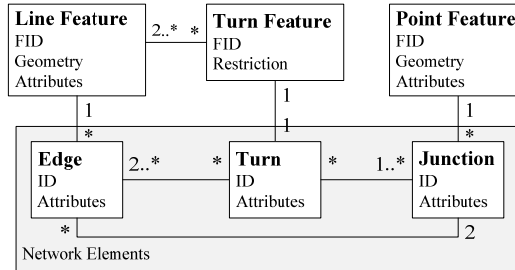 Line Feature
FID
Geometry
Attributes
2..*
*
Turn Feature
FID
Restriction
Point Feature
FID
Geometry
Attributes
1
1
1
*
1
*
Edge
ID
Attributes
2..*
*
Turn
ID
Attributes
*
1..*
Junction
ID
Attributes
*
2
Network Elements